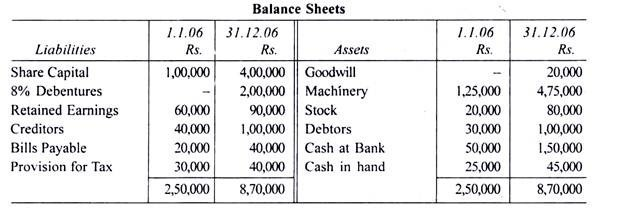 Balance Sheets
1.1.06 31.12.06 1.1.06 31.12.06
Liabilities Rs. Rs. Assets Rs. Rs.
Share Capital 1,00,000 4,00,000 Goodwill – 20,000
8% Debentures – 2,00,000 Machinery 1,25,000 4,75,000
Retained Earnings 60,000 90,000 Stock 20,000 80,000
Creditors 40,000 1,00,000 Debtors 30,000 1,00,000
Bills Payable 20,000 40,000 Cash at Bank 50,000 1,50,000
Provision for Tax 30,000 40,000 Cash in hand 25,000 45,000
2,50,000 8,70,000 2,50,000 8,70,000